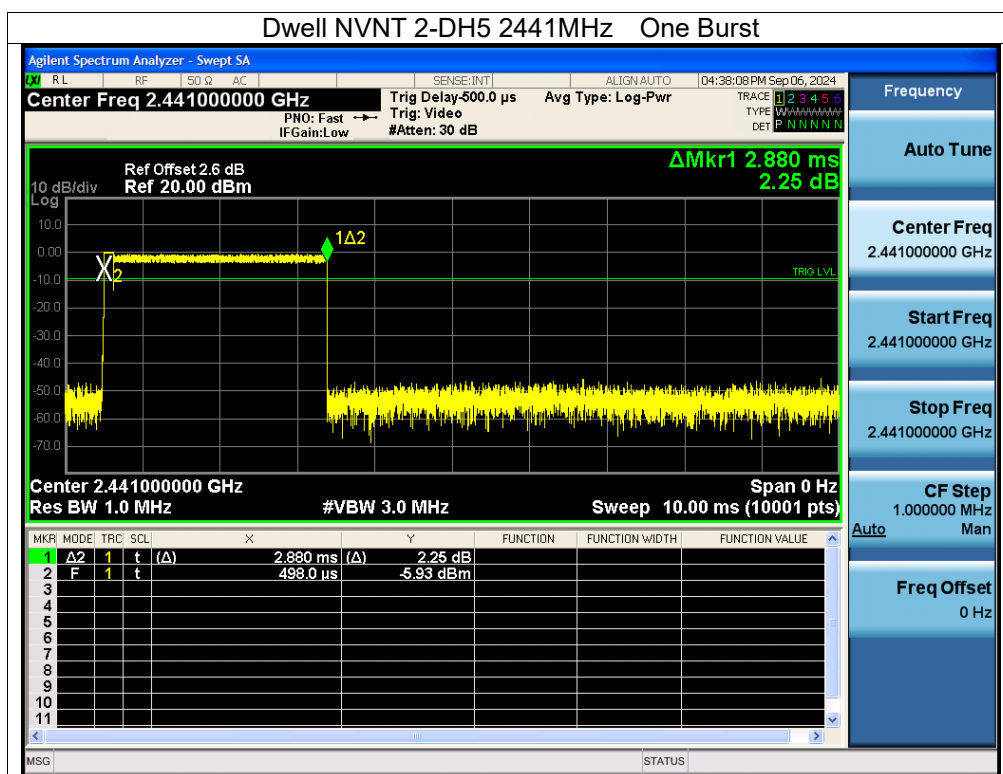 Dwell NVNT 2-DH5 2441MHz One Burst
Agilent Spectrum Analyzer - Swept SA
LXI RL RF 50 Ω AC SENSE:INT ALIGN AUTO 04:38:08 PM Sep 06, 2024
Center Freq 2.441000000 GHz
PNO: Fast
IFGain:Low
Trig Delay-500.0 µs
Trig: Video
#Atten: 30 dB
Avg Type: Log-Pwr
TRACE 1 2 3 4 5 6
TYPE WWWWWW
DET P N N N N N
Ref Offset 2.6 dB
10 dB/div Ref 20.00 dBm
Log
ΔMkr1 2.880 ms
2.25 dB
10.0
0.00
-10.0
-20.0
-30.0
-40.0
-50.0
-60.0
-70.0
1Δ2
2
TRIG LVL
Center 2.441000000 GHz Span 0 Hz
Res BW 1.0 MHz #VBW 3.0 MHz Sweep 10.00 ms (10001 pts)
MKR MODE TRC SCL X Y FUNCTION FUNCTION WIDTH FUNCTION VALUE
1 Δ2 1 t (Δ) 2.880 ms (Δ) 2.25 dB
2 F 1 t 498.0 µs -5.93 dBm
3
4
5
6
7
8
9
10
11
MSG STATUS
Frequency
Auto Tune
Center Freq
2.441000000 GHz
Start Freq
2.441000000 GHz
Stop Freq
2.441000000 GHz
CF Step
1.000000 MHz
Auto Man
Freq Offset
0 Hz